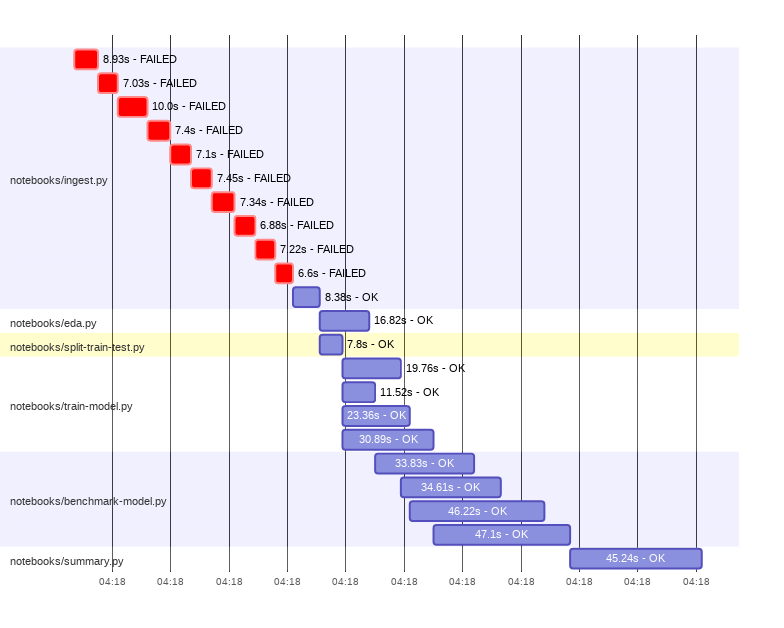 8.93s - FAILED
7.03s - FAILED
10.0s - FAILED
7.4s - FAILED
7.1s - FAILED
notebooks/ingest.py
7.45s - FAILED
7.34s - FAILED
6.88s - FAILED
7.22s - FAILED
6.6s - FAILED
8.38s - OK
notebooks/eda.py
16.82s - OK
notebooks/split-train-test.py
7.8s - OK
19.76s - OK
11.52s - OK
notebooks/train-model.py
23.36s - OK
30.89s - OK
33.83s - OK
34.61s - OK
notebooks/benchmark-model.py
46.22s - OK
47.1s - OK
notebooks/summary.py
45.24s - OK
04:18 04:18 04:18 04:18 04:18 04:18 04:18 04:18 04:18 04:18 04:18